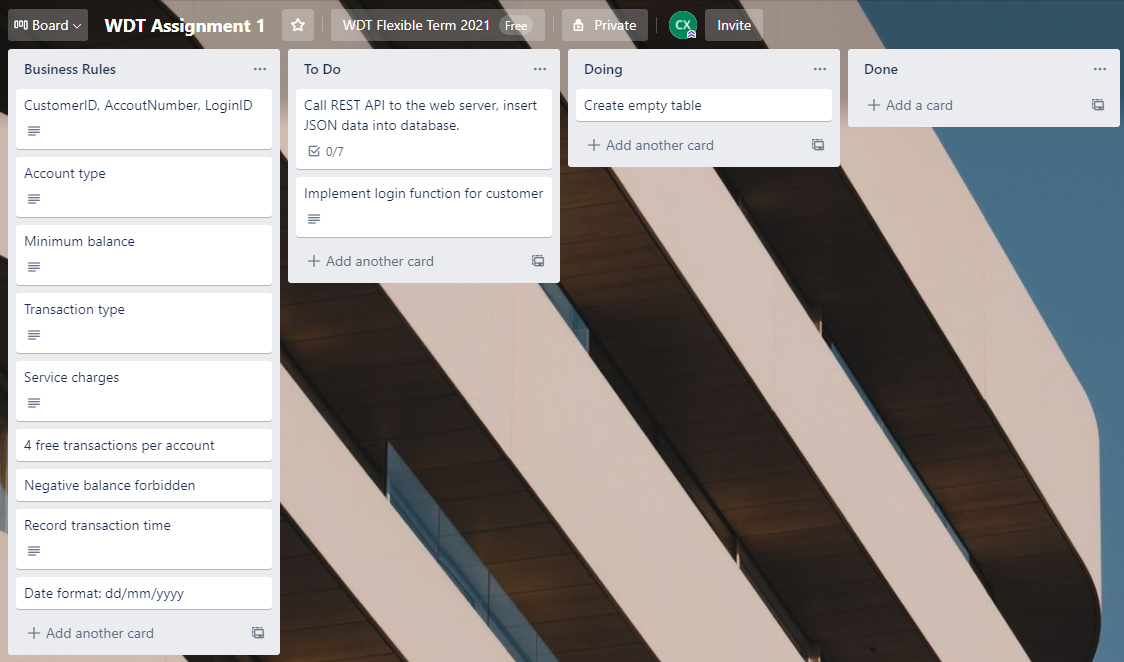 Board
WDT Assignment 1
WDT Flexible Term 2021 Free
Private
CX
Invite
Business Rules
CustomerID, AccoutNumber, LoginID
Account type
Minimum balance
Transaction type
Service charges
4 free transactions per account
Negative balance forbidden
Record transaction time
Date format: dd/mm/yyyy
Add another card
To Do
Call REST API to the web server, insert
JSON data into database.
0/7
Implement login function for customer
Add another card
Doing
Create empty table
Add another card
Done
Add a card